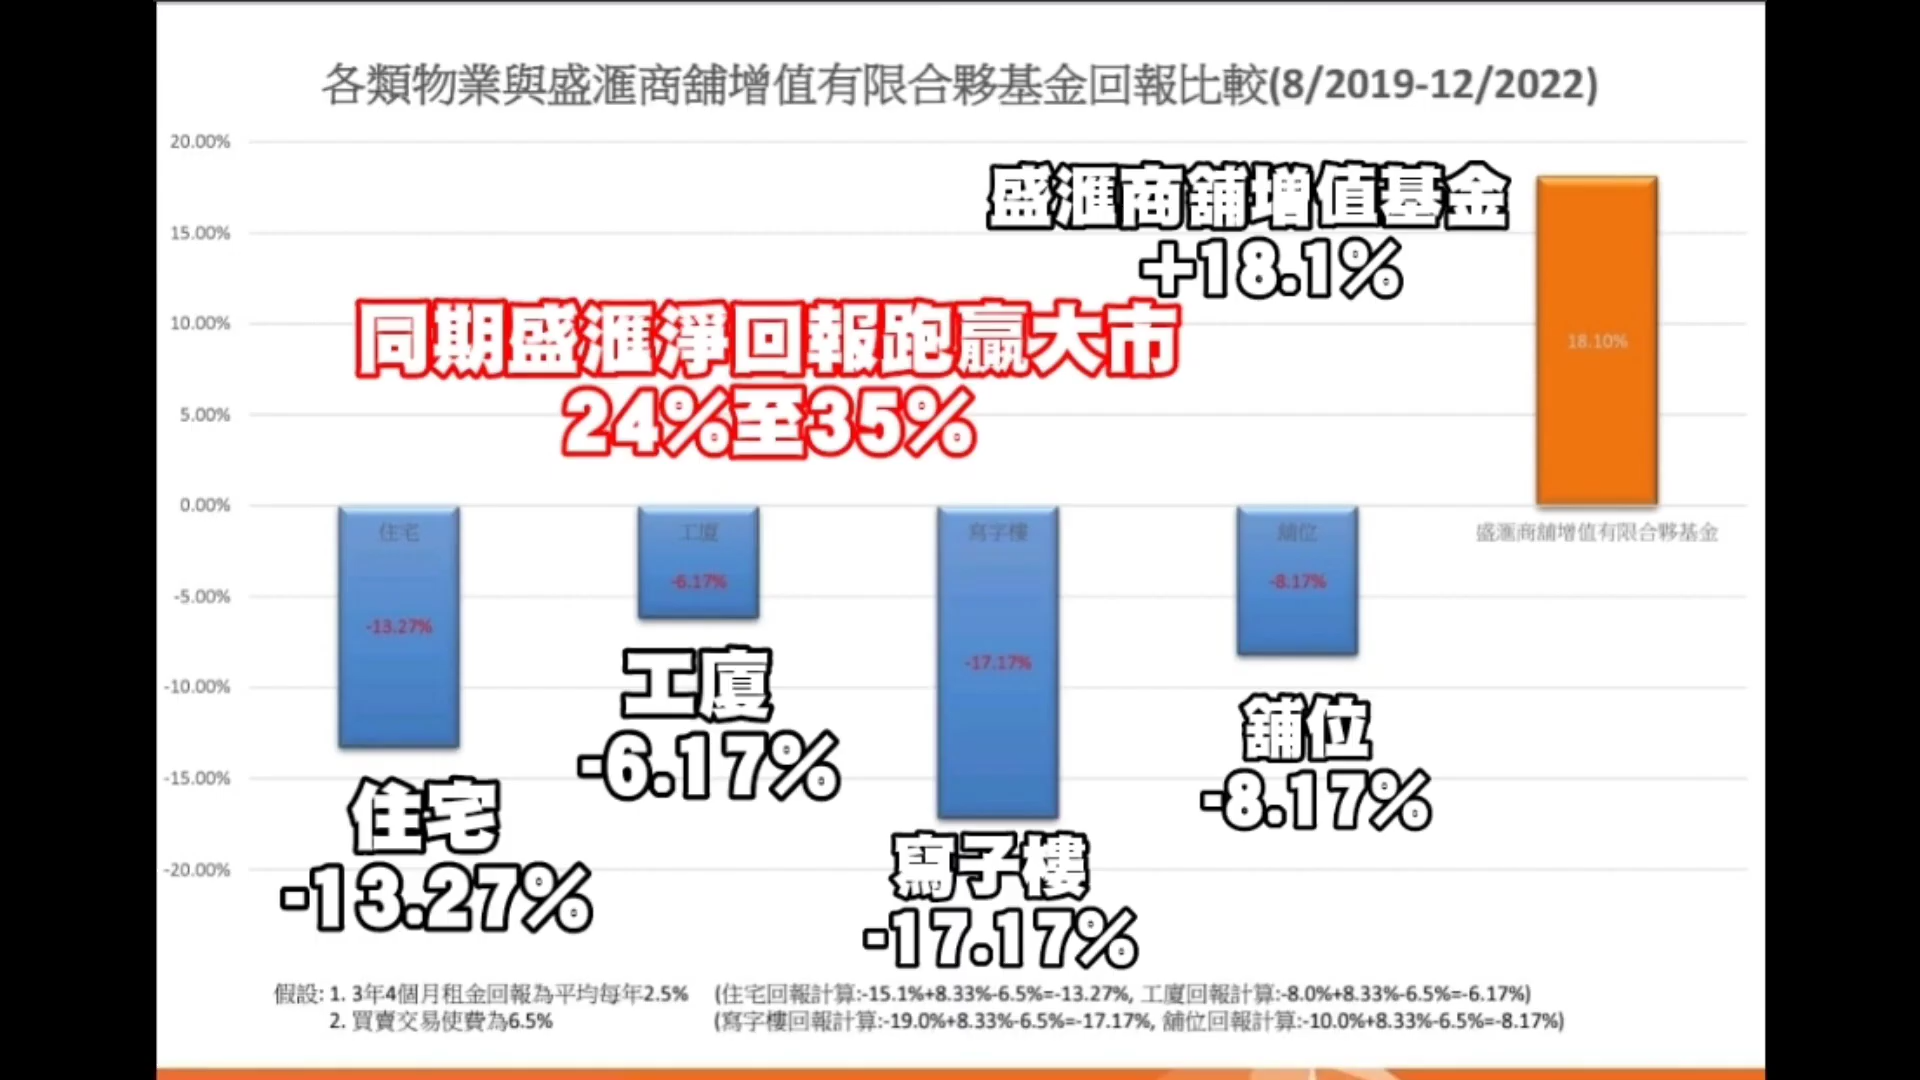 各類物業與盛滙商舖增值有限合夥基金回報比較(8/2019-12/2022)
20.00%
盛滙商舖增值基金
+18.1%
15.00%
同期盛滙淨回報跑贏大市
24%至35%
10.00%
18.10%
5.00%
0.00%
住宅
工廈
寫字樓
舖位
盛滙商舖增值有限合夥基金
-5.00%
-13.27%
-6.17%
-17.17%
-8.17%
-10.00%
工廈
-6.17%
舖位
-8.17%
-15.00%
住宅
-13.27%
-20.00%
寫子樓
-17.17%
假設: 1. 3年4個月租金回報為平均每年2.5% (住宅回報計算:-15.1%+8.33%-6.5%=-13.27%, 工廈回報計算:-8.0%+8.33%-6.5%=-6.17%)
2. 買賣交易使費為6.5% (寫字樓回報計算:-19.0%+8.33%-6.5%=-17.17%, 舖位回報計算:-10.0%+8.33%-6.5%=-8.17%)